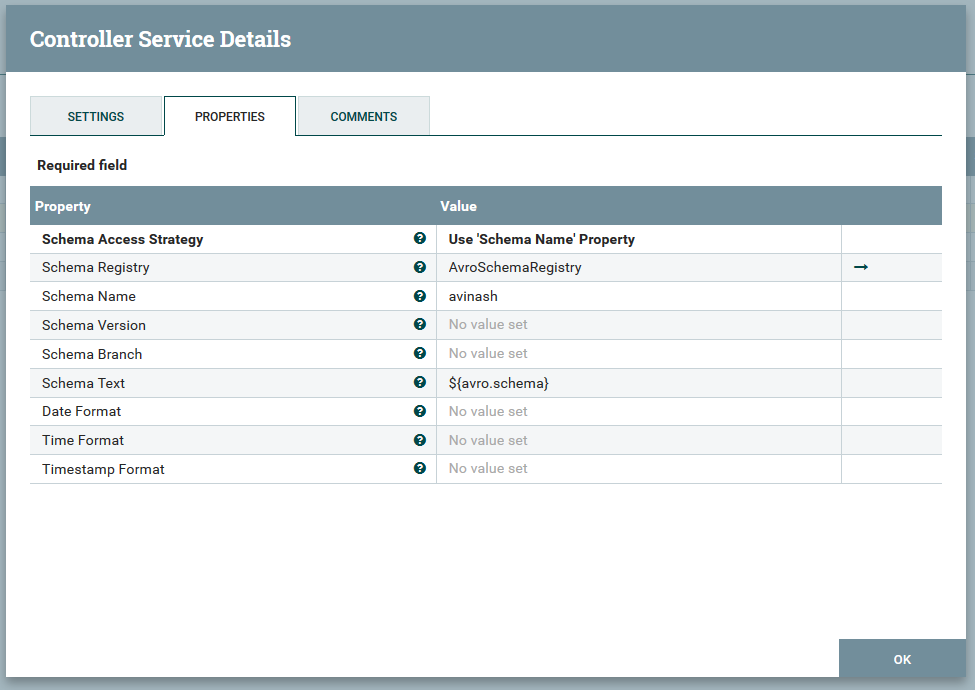 Controller Service Details
SETTINGS PROPERTIES COMMENTS
Required field
Property Value
Schema Access Strategy Use 'Schema Name' Property
Schema Registry AvroSchemaRegistry
Schema Name avinash
Schema Version No value set
Schema Branch No value set
Schema Text ${avro.schema}
Date Format No value set
Time Format No value set
Timestamp Format No value set
OK